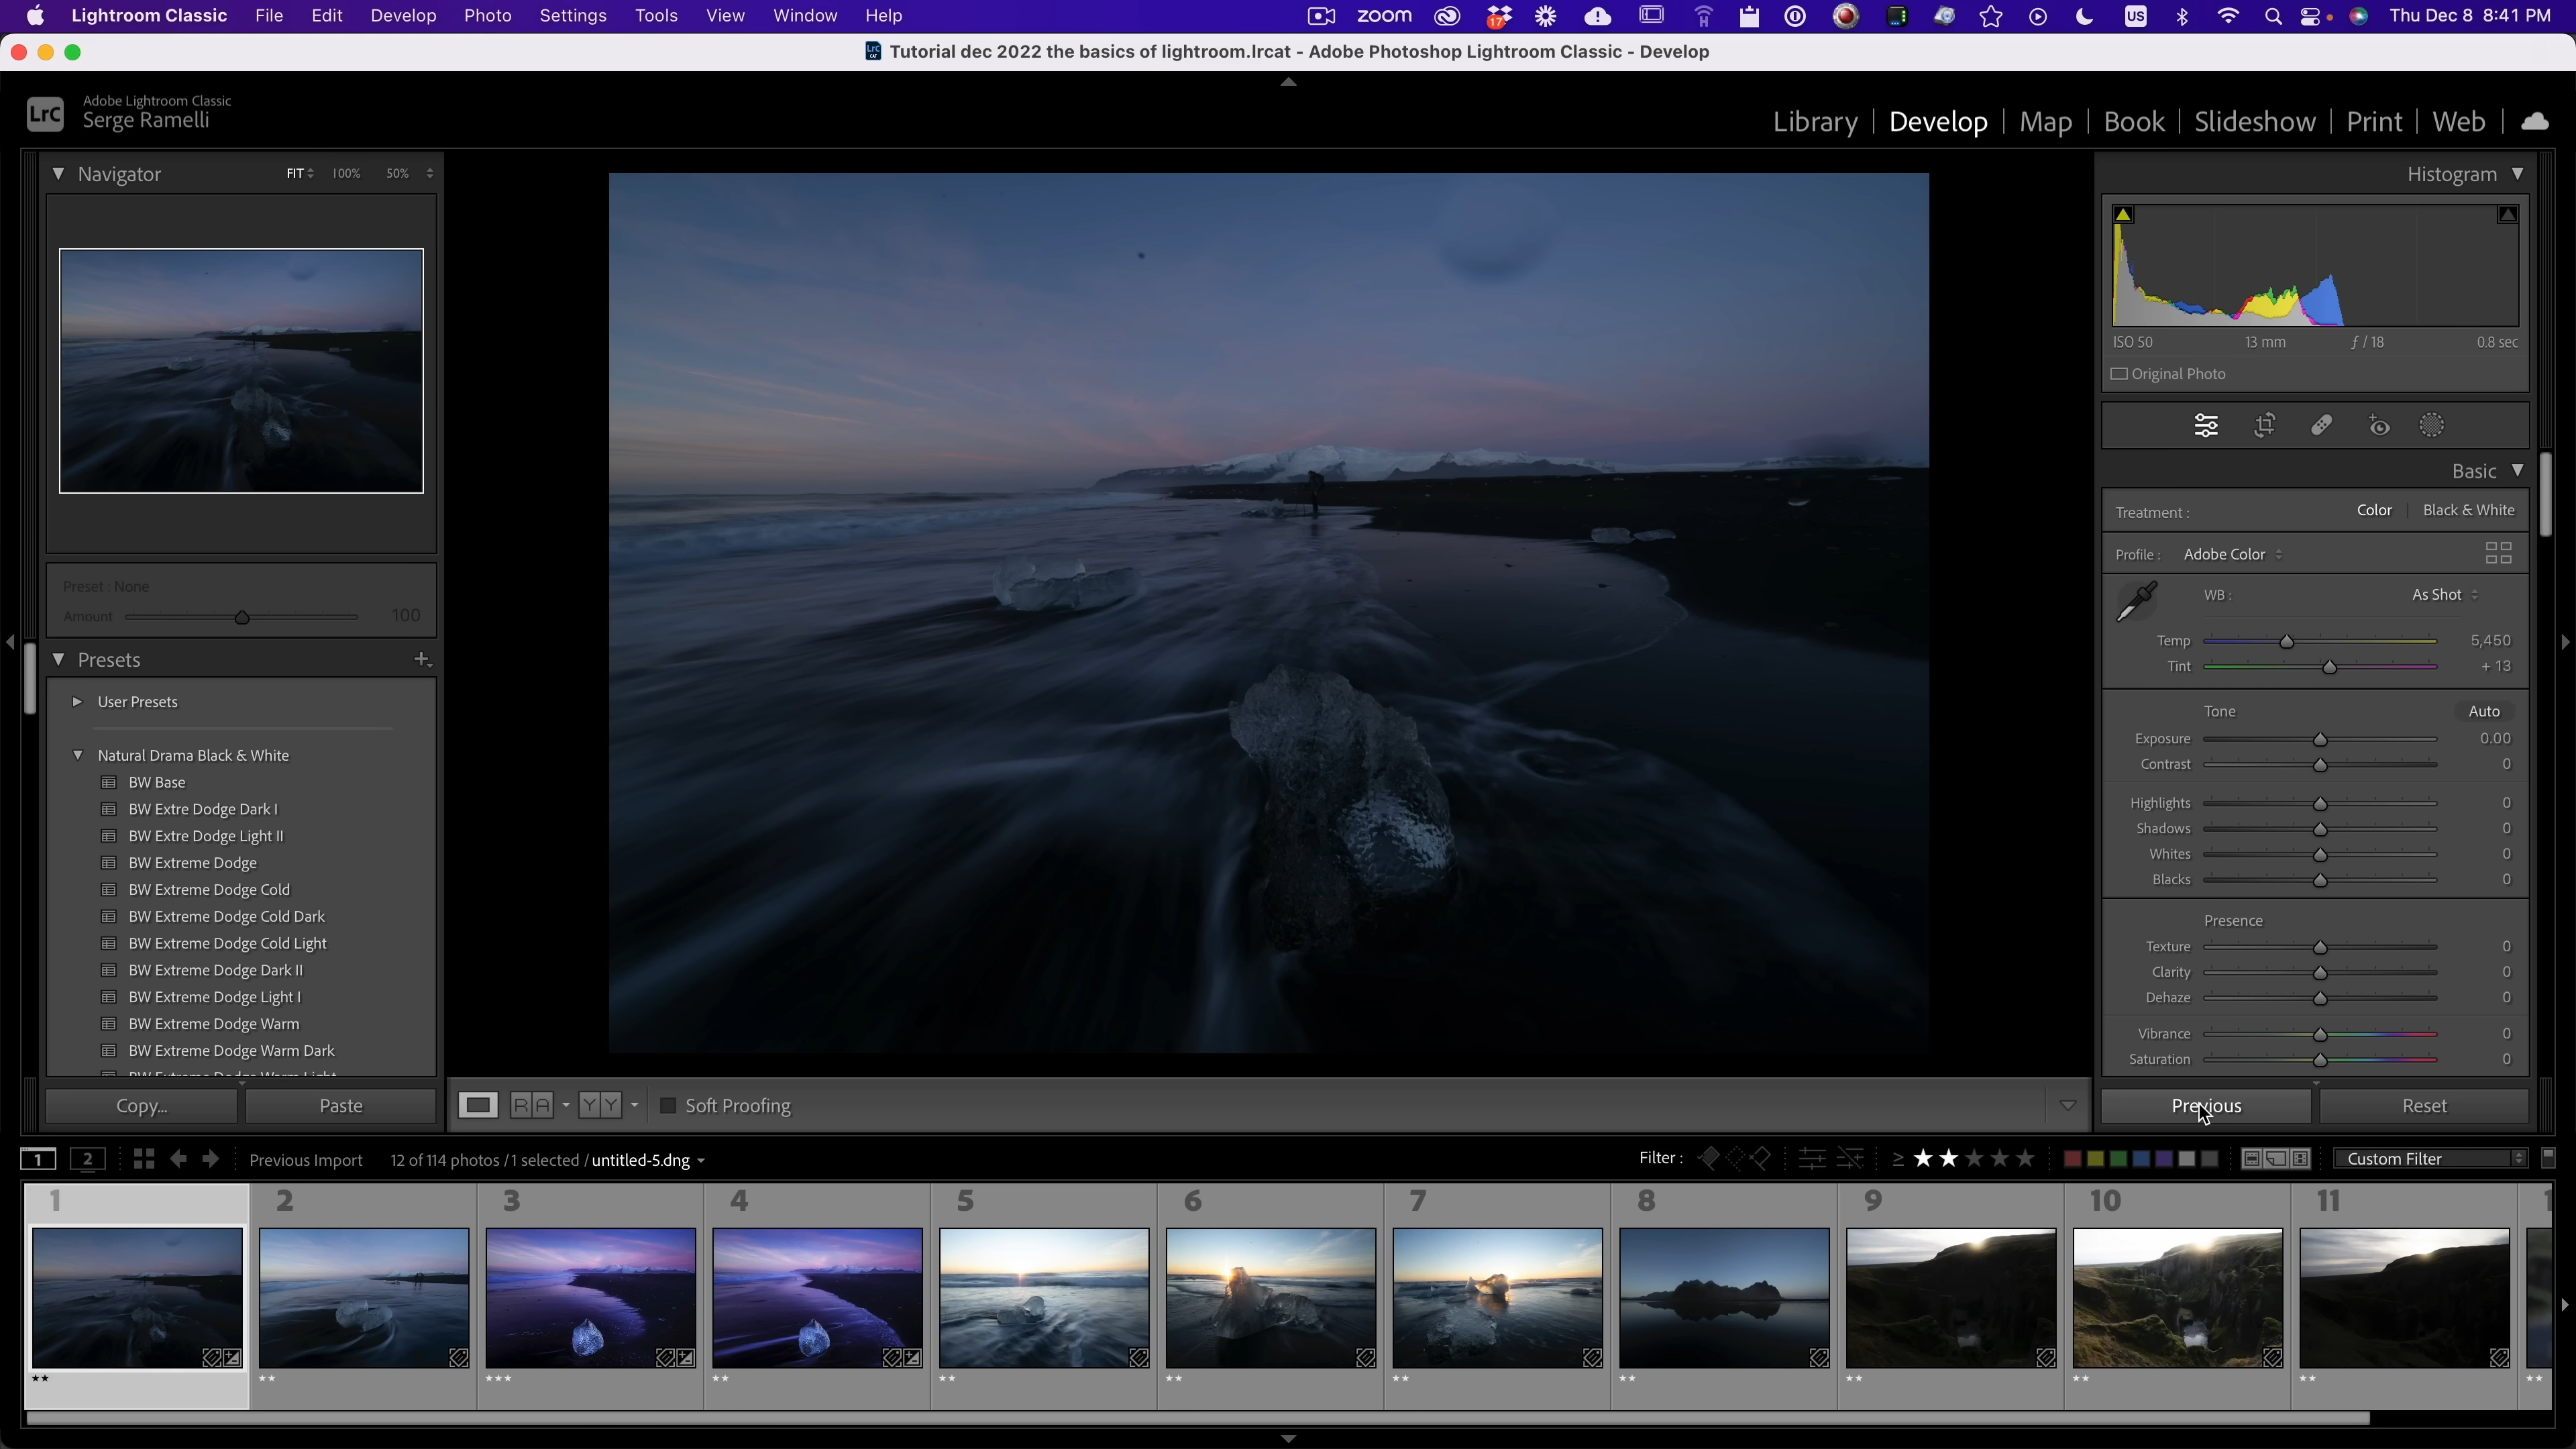 Lightroom Classic File Edit Develop Photo Settings Tools View Window Help zoom 17 US Thu Dec 8 8:41 PM
Tutorial dec 2022 the basics of lightroom.lrcat - Adobe Photoshop Lightroom Classic - Develop
LrC Adobe Lightroom Classic
Serge Ramelli
Library | Develop | Map | Book | Slideshow | Print | Web
Navigator FIT 100% 50%
Histogram
ISO 50 13 mm ƒ / 18 0.8 sec
Original Photo
Basic
Treatment : Color Black & White
Profile : Adobe Color
WB : As Shot
Temp 5,450
Tint + 13
Tone Auto
Exposure 0.00
Contrast 0
Highlights 0
Shadows 0
Whites 0
Blacks 0
Presence
Texture 0
Clarity 0
Dehaze 0
Vibrance 0
Saturation 0
Previous Reset
Preset : None
Amount 100
Presets
User Presets
Natural Drama Black & White
BW Base
BW Extre Dodge Dark I
BW Extre Dodge Light II
BW Extreme Dodge
BW Extreme Dodge Cold
BW Extreme Dodge Cold Dark
BW Extreme Dodge Cold Light
BW Extreme Dodge Dark II
BW Extreme Dodge Light I
BW Extreme Dodge Warm
BW Extreme Dodge Warm Dark
Copy... Paste
R A Y Y Soft Proofing
1 2 Previous Import 12 of 114 photos / 1 selected / untitled-5.dng Filter : ≥ ★★★★★ Custom Filter
1 2 3 4 5 6 7 8 9 10 11